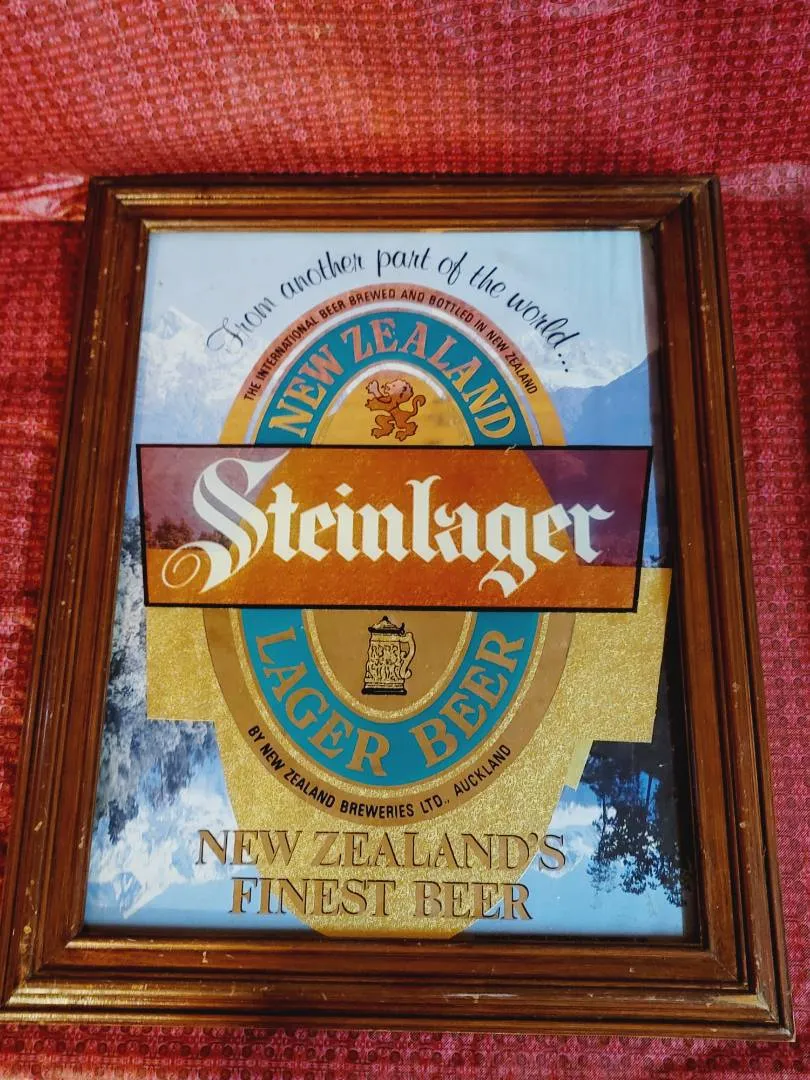 From another part of the world...
THE INTERNATIONAL BEER BREWED AND BOTTLED IN NEW ZEALAND
NEW ZEALAND
Steinlager
LAGER BEER
BY NEW ZEALAND BREWERIES LTD., AUCKLAND
NEW ZEALAND'S
FINEST BEER